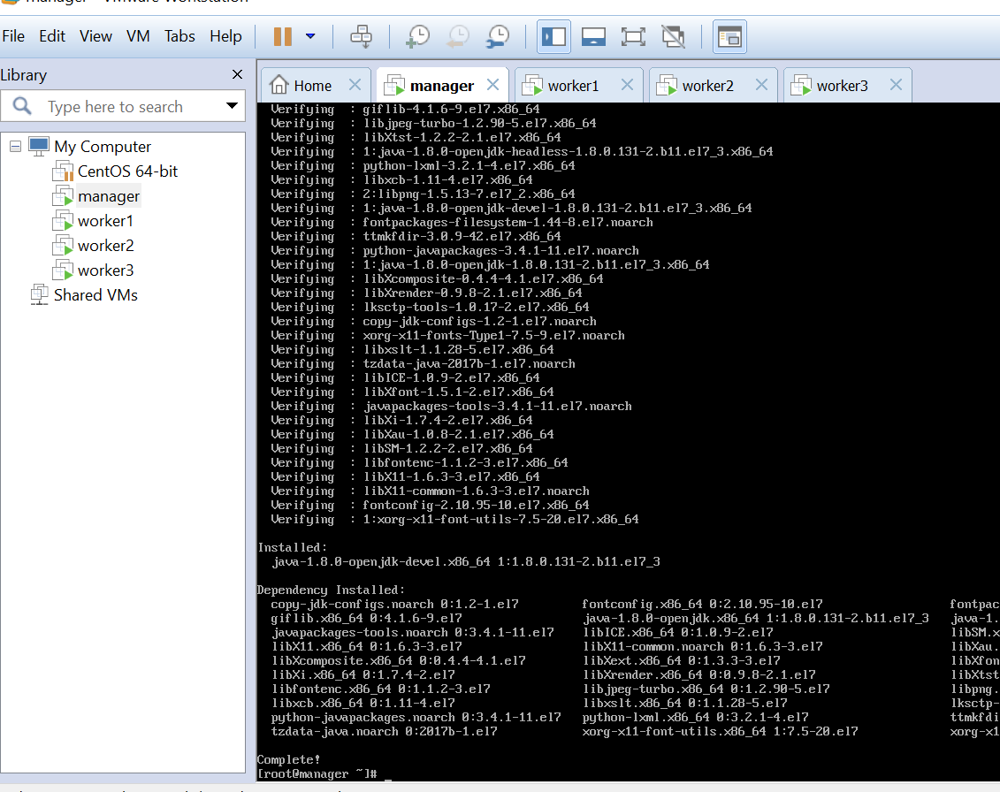 manager - VMware Workstation
File Edit View VM Tabs Help
Library
Type here to search
My Computer
CentOS 64-bit
manager
worker1
worker2
worker3
Shared VMs
Home manager worker1 worker2 worker3
Verifying : giflib-4.1.6-9.el7.x86_64
Verifying : libjpeg-turbo-1.2.90-5.el7.x86_64
Verifying : libXtst-1.2.2-2.1.el7.x86_64
Verifying : 1:java-1.8.0-openjdk-headless-1.8.0.131-2.b11.el7_3.x86_64
Verifying : python-lxml-3.2.1-4.el7.x86_64
Verifying : libxcb-1.11-4.el7.x86_64
Verifying : 2:libpng-1.5.13-7.el7_2.x86_64
Verifying : 1:java-1.8.0-openjdk-devel-1.8.0.131-2.b11.el7_3.x86_64
Verifying : fontpackages-filesystem-1.44-8.el7.noarch
Verifying : ttmkfdir-3.0.9-42.el7.x86_64
Verifying : python-javapackages-3.4.1-11.el7.noarch
Verifying : 1:java-1.8.0-openjdk-1.8.0.131-2.b11.el7_3.x86_64
Verifying : libXcomposite-0.4.4-4.1.el7.x86_64
Verifying : libXrender-0.9.8-2.1.el7.x86_64
Verifying : lksctp-tools-1.0.17-2.el7.x86_64
Verifying : copy-jdk-configs-1.2-1.el7.noarch
Verifying : xorg-x11-fonts-Type1-7.5-9.el7.noarch
Verifying : libxslt-1.1.28-5.el7.x86_64
Verifying : tzdata-java-2017b-1.el7.noarch
Verifying : libICE-1.0.9-2.el7.x86_64
Verifying : libXfont-1.5.1-2.el7.x86_64
Verifying : javapackages-tools-3.4.1-11.el7.noarch
Verifying : libXi-1.7.4-2.el7.x86_64
Verifying : libXau-1.0.8-2.1.el7.x86_64
Verifying : libSM-1.2.2-2.el7.x86_64
Verifying : libfontenc-1.1.2-3.el7.x86_64
Verifying : libX11-1.6.3-3.el7.x86_64
Verifying : libX11-common-1.6.3-3.el7.noarch
Verifying : fontconfig-2.10.95-10.el7.x86_64
Verifying : 1:xorg-x11-font-utils-7.5-20.el7.x86_64
Installed:
java-1.8.0-openjdk-devel.x86_64 1:1.8.0.131-2.b11.el7_3
Dependency Installed:
copy-jdk-configs.noarch 0:1.2-1.el7 fontconfig.x86_64 0:2.10.95-10.el7 fontpac
giflib.x86_64 0:4.1.6-9.el7 java-1.8.0-openjdk.x86_64 1:1.8.0.131-2.b11.el7_3 java-1.
javapackages-tools.noarch 0:3.4.1-11.el7 libICE.x86_64 0:1.0.9-2.el7 libSM.x
libX11.x86_64 0:1.6.3-3.el7 libX11-common.noarch 0:1.6.3-3.el7 libXau.
libXcomposite.x86_64 0:0.4.4-4.1.el7 libXext.x86_64 0:1.3.3-3.el7 libXfon
libXi.x86_64 0:1.7.4-2.el7 libXrender.x86_64 0:0.9.8-2.1.el7 libXtst
libfontenc.x86_64 0:1.1.2-3.el7 libjpeg-turbo.x86_64 0:1.2.90-5.el7 libpng.
libxcb.x86_64 0:1.11-4.el7 libxslt.x86_64 0:1.1.28-5.el7 lksctp-
python-javapackages.noarch 0:3.4.1-11.el7 python-lxml.x86_64 0:3.2.1-4.el7 ttmkfdi
tzdata-java.noarch 0:2017b-1.el7 xorg-x11-font-utils.x86_64 1:7.5-20.el7 xorg-x1
Complete!
[root@manager ~]# _